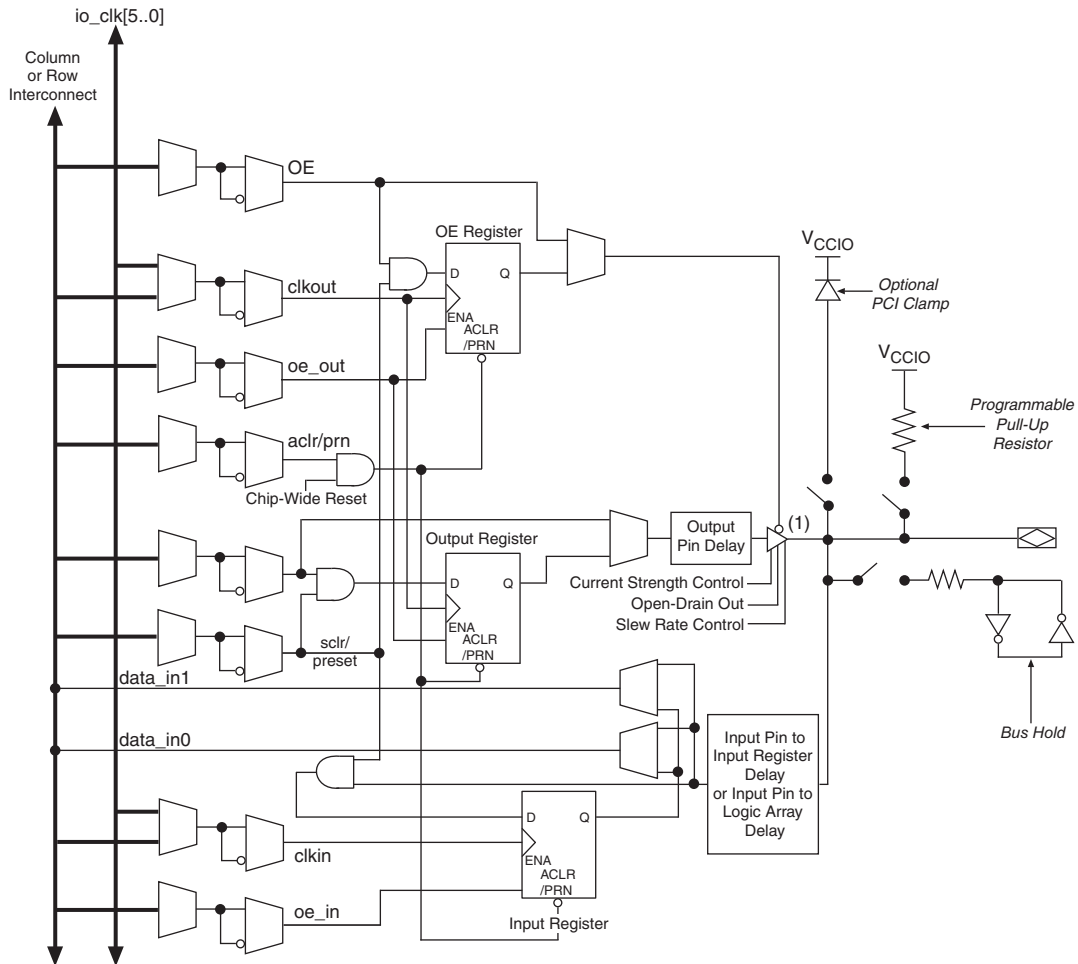 io_clk[5..0]
Column
or Row
Interconnect
OE
OE Register
VCCIO
D
Q
clkout
Optional
PCI Clamp
ENA
ACLR
/PRN
VCCIO
oe_out
Programmable
Pull-Up
Resistor
aclr/prn
Chip-Wide Reset
Output
Pin Delay
(1)
Output Register
D
Q
Current Strength Control
Open-Drain Out
Slew Rate Control
ENA
ACLR
/PRN
sclr/
preset
data_in1
data_in0
Bus Hold
Input Pin to
Input Register
Delay
or Input Pin to
Logic Array
Delay
D
Q
clkin
ENA
ACLR
/PRN
oe_in
Input Register